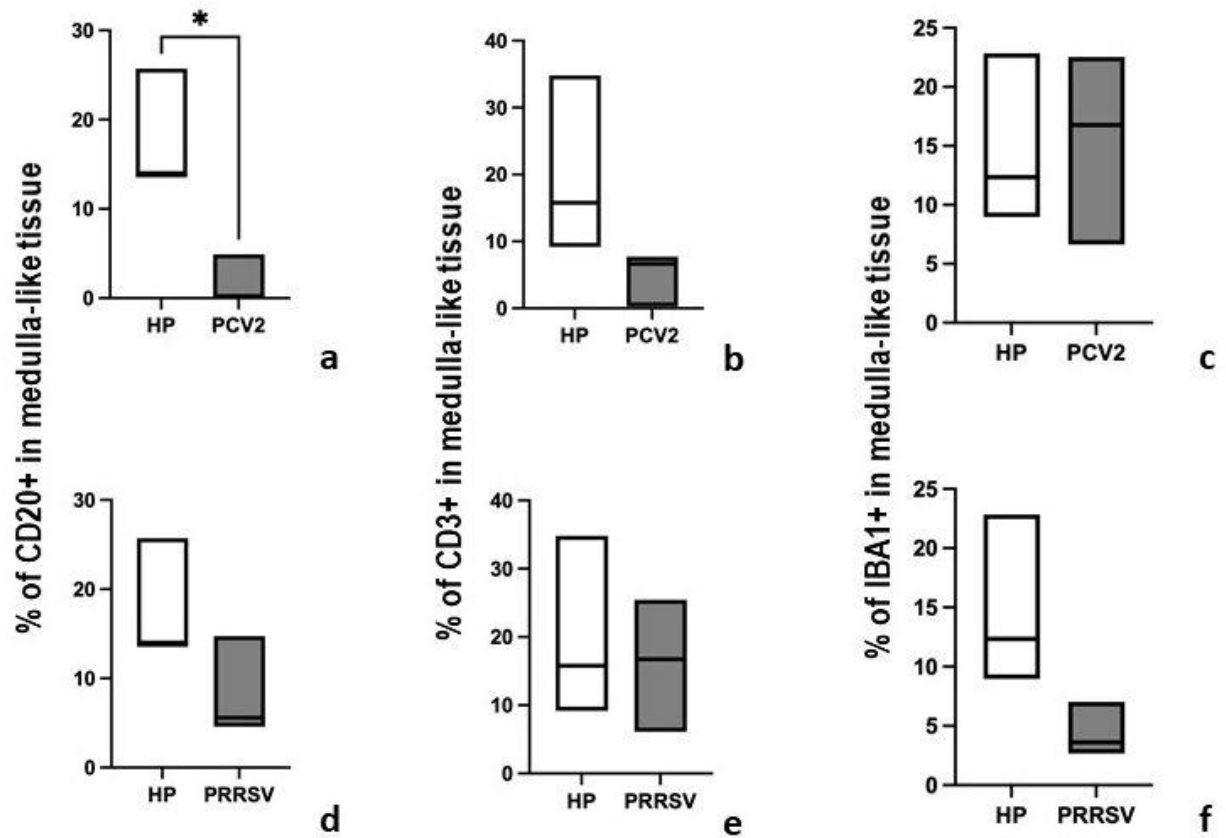 % of CD20+ in medulla-like tissue
30
20
10
0
*
HP PCV2
a
% of CD3+ in medulla-like tissue
40
30
20
10
0
HP PCV2
b
% of IBA1+ in medulla-like tissue
25
20
15
10
5
0
HP PCV2
c
30
20
10
0
HP PRRSV
d
40
30
20
10
0
HP PRRSV
e
25
20
15
10
5
0
HP PRRSV
f